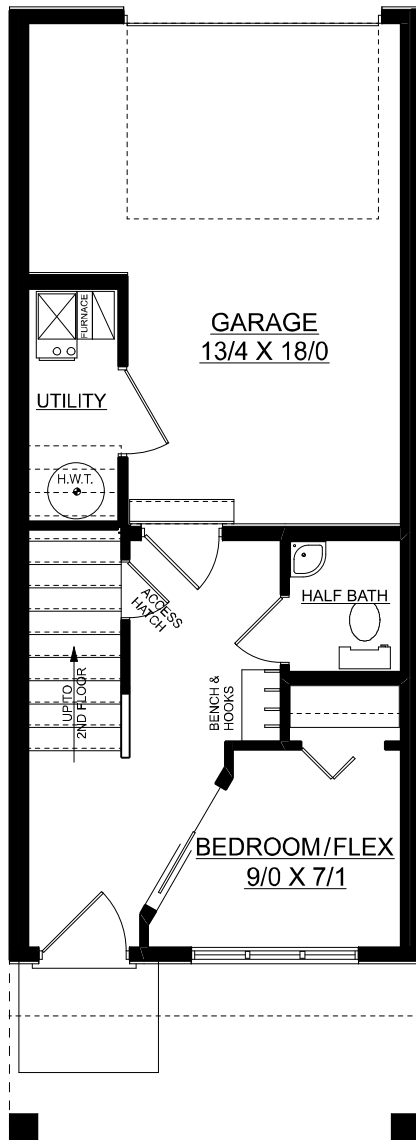 GARAGE
13/4 X 18/0
FURNACE
UTILITY
H.W.T.
ACCESS
HATCH
HALF BATH
UP TO
2ND FLOOR
BENCH &
HOOKS
BEDROOM/FLEX
9/0 X 7/1